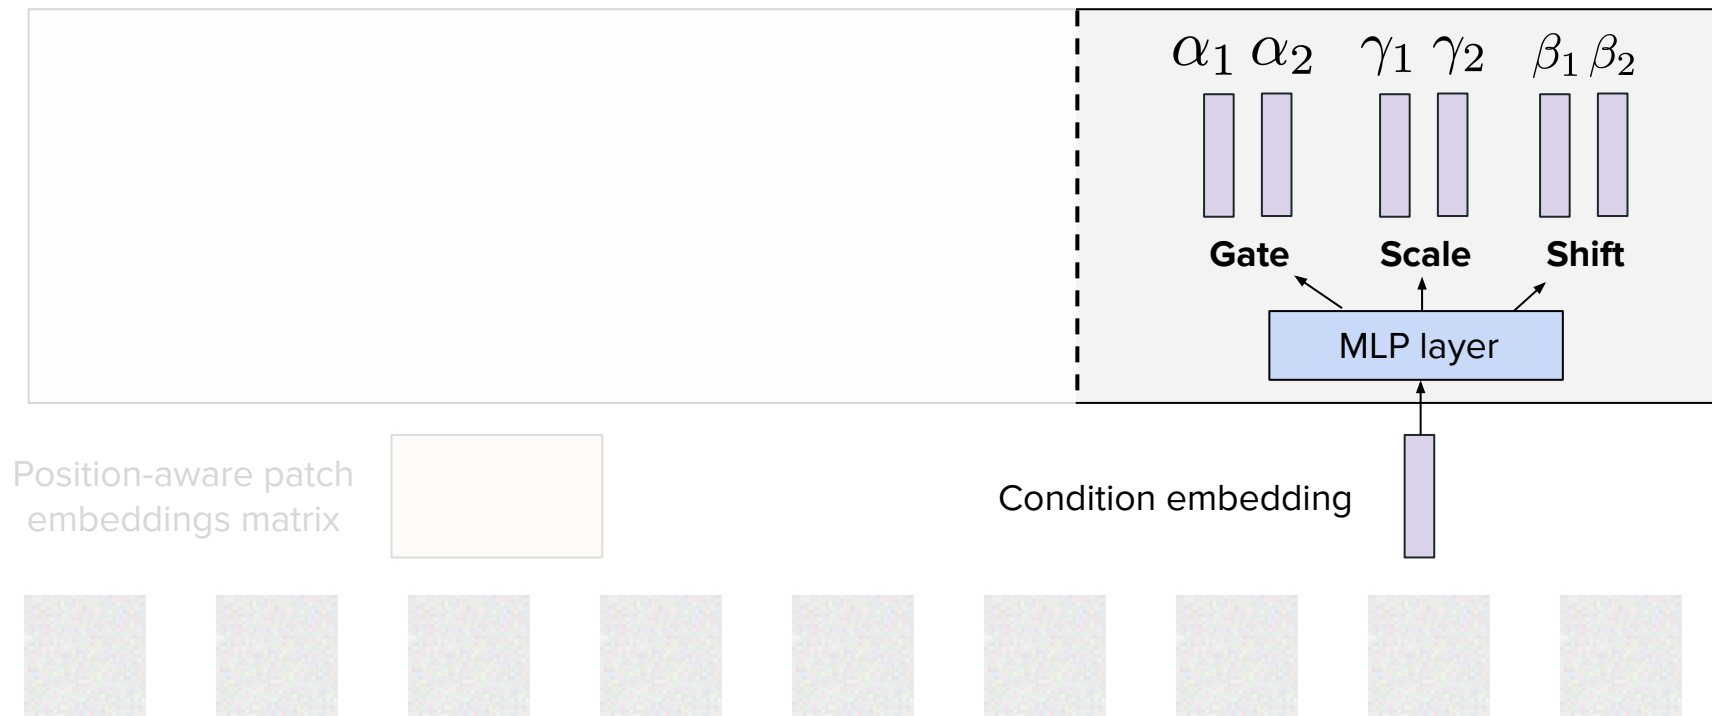 α₁ α₂ γ₁ γ₂ β₁ β₂
Gate Scale Shift
MLP layer
Position-aware patch
embeddings matrix
Condition embedding